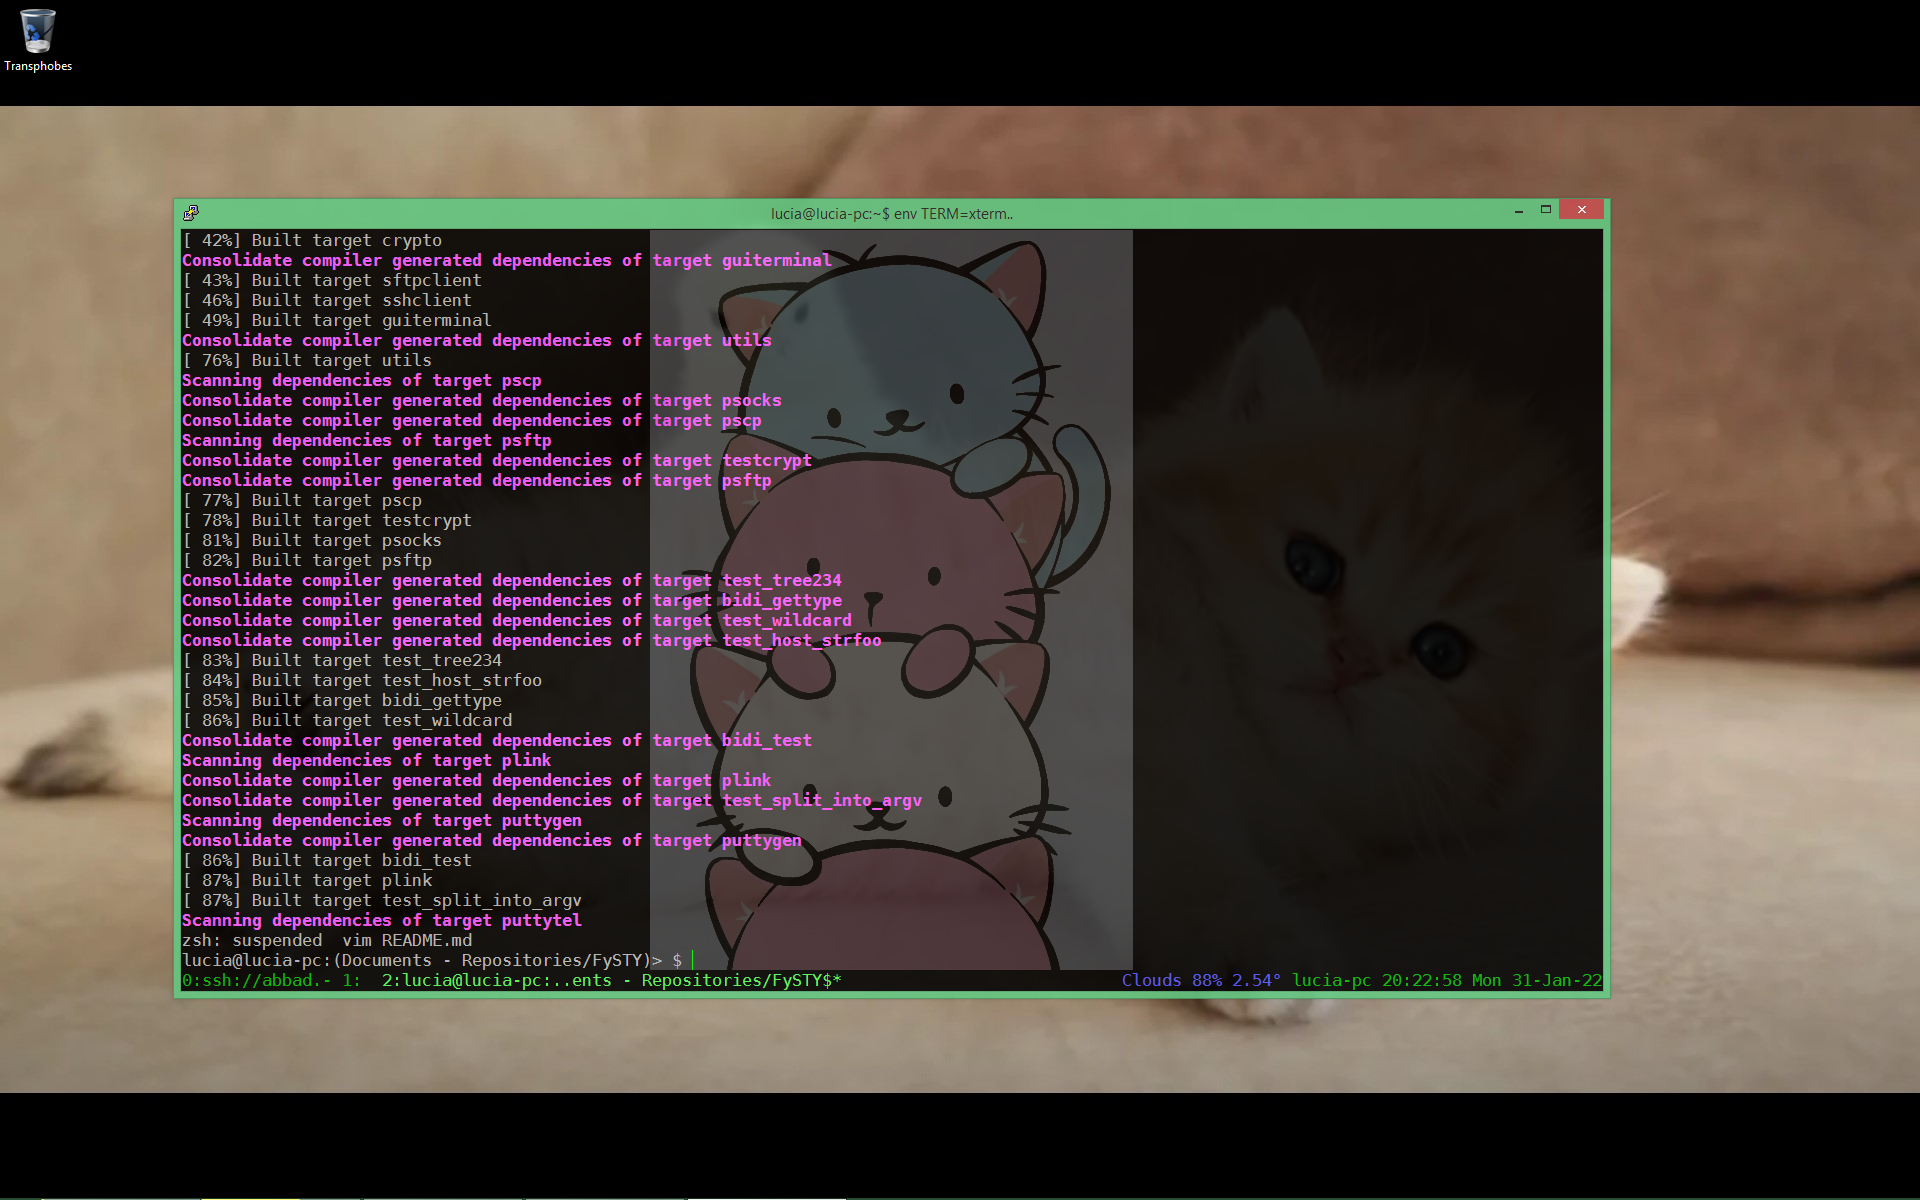 Transphobes
lucia@lucia-pc:~$ env TERM=xterm..
[ 42%] Built target crypto
Consolidate compiler generated dependencies of target guiterminal
[ 43%] Built target sftpclient
[ 46%] Built target sshclient
[ 49%] Built target guiterminal
Consolidate compiler generated dependencies of target utils
[ 76%] Built target utils
Scanning dependencies of target pscp
Consolidate compiler generated dependencies of target psocks
Consolidate compiler generated dependencies of target pscp
Scanning dependencies of target psftp
Consolidate compiler generated dependencies of target testcrypt
Consolidate compiler generated dependencies of target psftp
[ 77%] Built target pscp
[ 78%] Built target testcrypt
[ 81%] Built target psocks
[ 82%] Built target psftp
Consolidate compiler generated dependencies of target test_tree234
Consolidate compiler generated dependencies of target bidi_gettype
Consolidate compiler generated dependencies of target test_wildcard
Consolidate compiler generated dependencies of target test_host_strfoo
[ 83%] Built target test_tree234
[ 84%] Built target test_host_strfoo
[ 85%] Built target bidi_gettype
[ 86%] Built target test_wildcard
Consolidate compiler generated dependencies of target bidi_test
Scanning dependencies of target plink
Consolidate compiler generated dependencies of target plink
Consolidate compiler generated dependencies of target test_split_into_argv
Scanning dependencies of target puttygen
Consolidate compiler generated dependencies of target puttygen
[ 86%] Built target bidi_test
[ 87%] Built target plink
[ 87%] Built target test_split_into_argv
Scanning dependencies of target puttytel
zsh: suspended  vim README.md
lucia@lucia-pc:(Documents - Repositories/FySTY)> $
0:ssh://abbad.- 1:  2:lucia@lucia-pc:..ents - Repositories/FySTY$* Clouds 88% 2.54° lucia-pc 20:22:58 Mon 31-Jan-22